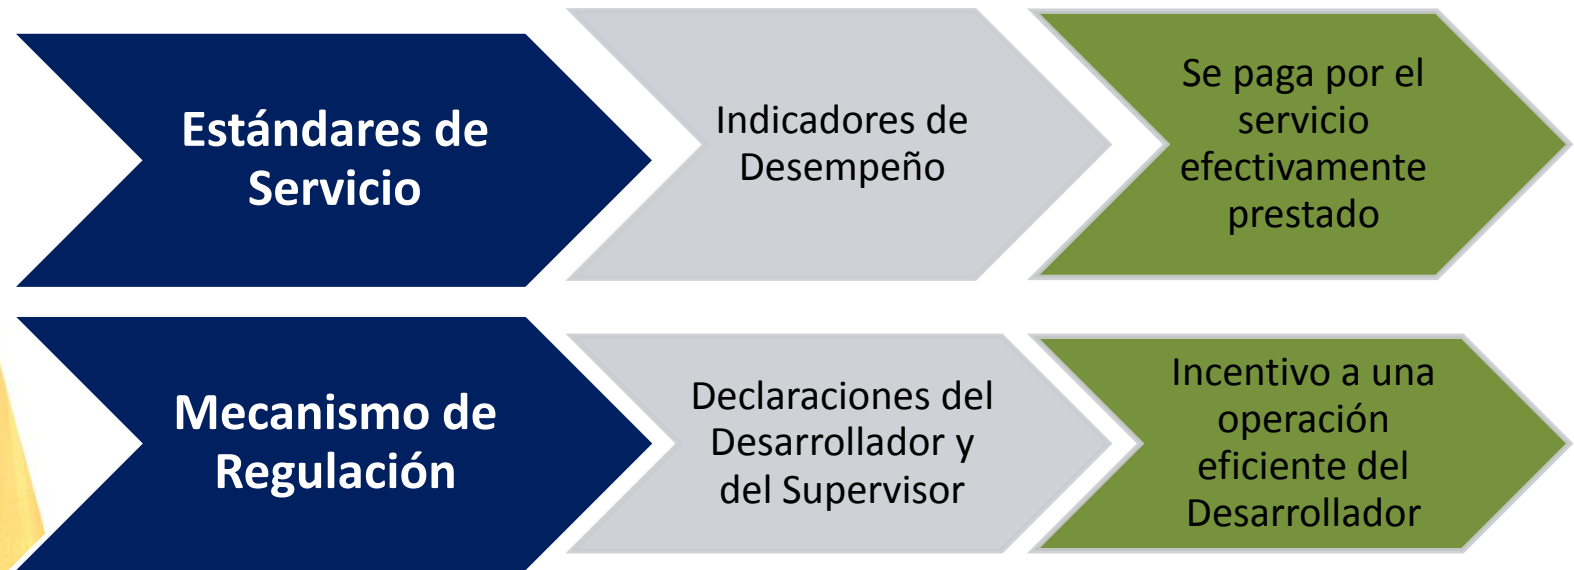 Estándares de
Servicio
Indicadores de
Desempeño
Se paga por el
servicio
efectivamente
prestado
Mecanismo de
Regulación
Declaraciones del
Desarrollador y
del Supervisor
Incentivo a una
operación
eficiente del
Desarrollador